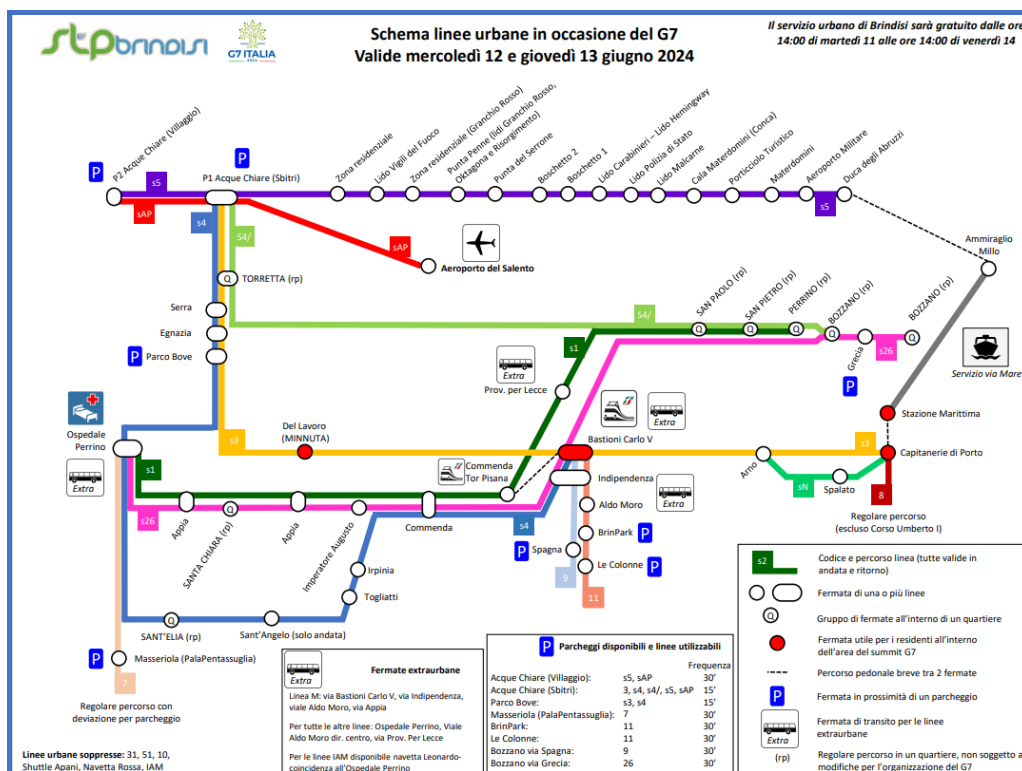 stp brindisi
G7 ITALIA
2024
Schema linee urbane in occasione del G7
Valide mercoledì 12 e giovedì 13 giugno 2024
Il servizio urbano di Brindisi sarà gratuito dalle ore
14:00 di martedì 11 alle ore 14:00 di venerdì 14
P
P2 Acque Chiare (Villaggio)
P
P1 Acque Chiare (Sbitri)
Zona residenziale
Lido Vigili del Fuoco
Zona residenziale (Granchio Rosso)
Punta Penne (lidi Granchio Rosso,
Oktagona e Risorgimento)
Punta del Serrone
Boschetto 2
Boschetto 1
Lido Carabinieri – Lido Hemingway
Lido Polizia di Stato
Lido Malcarne
Cala Materdomini (Conca)
Porticciolo Turistico
Materdomini
Aeroporto Militare
Duca degli Abruzzi
s5
s5
sAP
s4
S4/
sAP
Aeroporto del Salento
Ammiraglio
Millo
Q TORRETTA (rp)
Serra
Egnazia
P Parco Bove
SAN PAOLO (rp)
SAN PIETRO (rp)
PERRINO (rp)
BOZZANO (rp)
BOZZANO (rp)
S4/
Q
Q
Q
Q
Q
Grecia
s26
P
s1
Extra
Prov. per Lecce
Servizio via Mare
Stazione Marittima
Ospedale
Perrino
Extra
Del Lavoro
(MINNUTA)
s3
Extra
Bastioni Carlo V
s3
Capitanerie di Porto
Arno
sN
Spalato
8
Regolare percorso
(escluso Corso Umberto I)
s1
Commenda
Tor Pisana
Indipendenza
Extra
s26
Appia
SANTA CHIARA (rp)
Q
Appia
Imperatore Augusto
Commenda
s4
Aldo Moro
BrinPark P
P Spagna
Le Colonne P
9
11
Irpinia
Togliatti
Q
SANT'ELIA (rp)
Sant'Angelo (solo andata)
P Masseriola (PalaPentassuglia)
7
Regolare percorso con
deviazione per parcheggio
Linee urbane soppresse: 31, 51, 10,
Shuttle Apani, Navetta Rossa, IAM
Extra
Fermate extraurbane
Linea M: via Bastioni Carlo V, via Indipendenza,
viale Aldo Moro, via Appia
Per tutte le altre linee: Ospedale Perrino, Viale
Aldo Moro dir. centro, via Prov. Per Lecce
Per le linee IAM disponibile navetta Leonardo-
coincidenza all'Ospedale Perrino
P Parcheggi disponibili e linee utilizzabili
Frequenza
Acque Chiare (Villaggio): s5, sAP 30'
Acque Chiare (Sbitri): 3, s4, s4/, s5, sAP 15'
Parco Bove: s3, s4 15'
Masseriola (PalaPentassuglia): 7 30'
BrinPark: 11 30'
Le Colonne: 11 30'
Bozzano via Spagna: 9 30'
Bozzano via Grecia: 26 30'
s2 Codice e percorso linea (tutte valide in
andata e ritorno)
Fermata di una o più linee
Q Gruppo di fermate all'interno di un quartiere
Fermata utile per i residenti all'interno
dell'area del summit G7
Percorso pedonale breve tra 2 fermate
P Fermata in prossimità di un parcheggio
Extra
Fermata di transito per le linee
extraurbane
(rp) Regolare percorso in un quartiere, non soggetto a
modifiche per l'organizzazione del G7